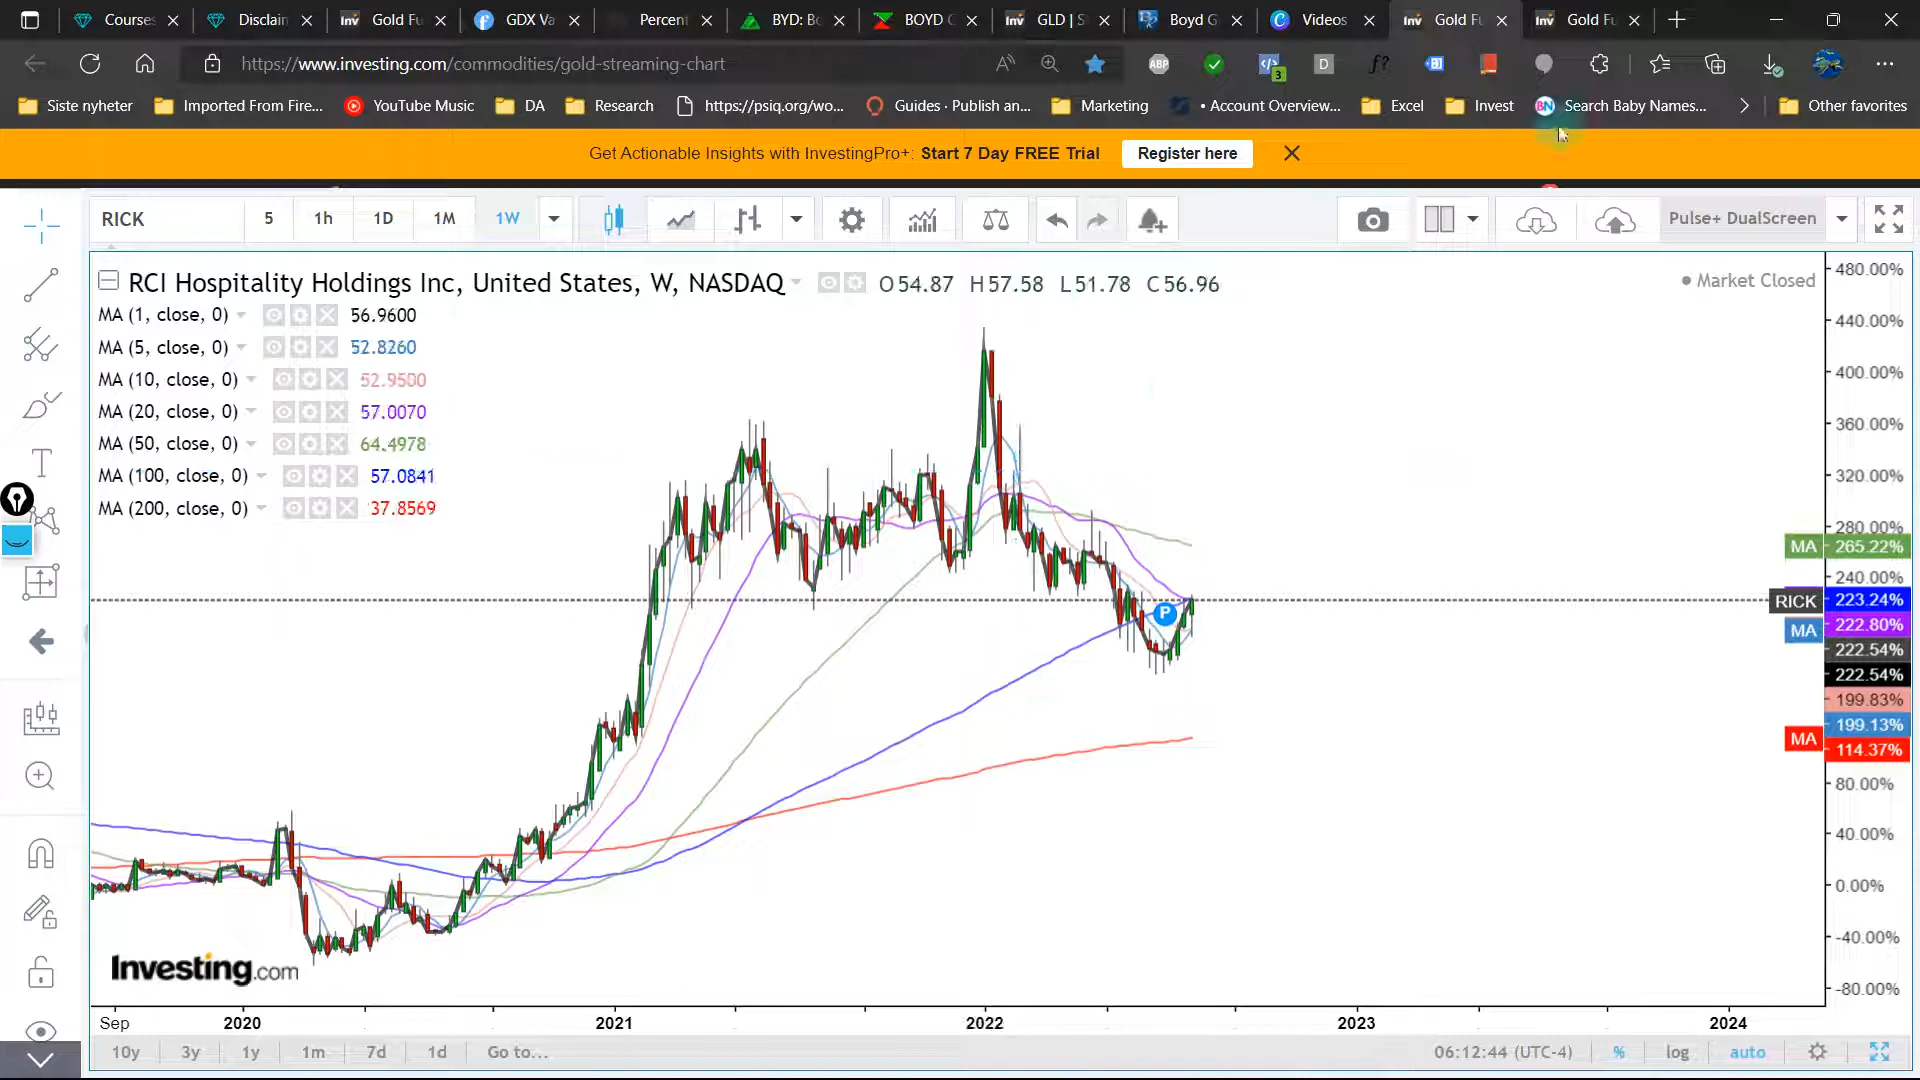 Courses
Disclain
Gold Fu
GDX Va
Percent
BYD: Bo
BOYD G
GLD | S
Boyd G
Videos
Gold Fu
Gold Fu
https://www.investing.com/commodities/gold-streaming-chart
ABP
3
D
f?
Siste nyheter
Imported From Fire...
YouTube Music
DA
Research
https://psiq.org/wo...
Guides · Publish an...
Marketing
• Account Overview...
Excel
Invest
BN
Search Baby Names...
Other favorites
Get Actionable Insights with InvestingPro+: Start 7 Day FREE Trial
Register here
RICK
5
1h
1D
1M
1W
Pulse+ DualScreen
RCI Hospitality Holdings Inc, United States, W, NASDAQ
O54.87 H57.58 L51.78 C56.96
Market Closed
MA (1, close, 0) 56.9600
MA (5, close, 0) 52.8260
MA (10, close, 0) 52.9500
MA (20, close, 0) 57.0070
MA (50, close, 0) 64.4978
MA (100, close, 0) 57.0841
MA (200, close, 0) 37.8569
P
480.00%
440.00%
400.00%
360.00%
320.00%
280.00%
MA 265.22%
240.00%
RICK 223.24%
MA 222.80%
222.54%
222.54%
199.83%
199.13%
MA 114.37%
80.00%
40.00%
0.00%
-40.00%
-80.00%
Investing.com
Sep
2020
2021
2022
2023
2024
10y
3y
1y
1m
7d
1d
Go to...
06:12:44 (UTC-4)
%
log
auto